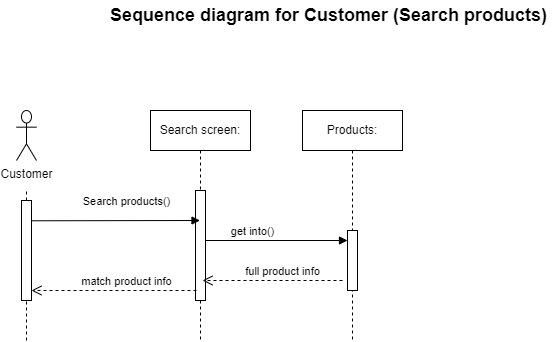 Sequence diagram for Customer (Search products)
Search screen:
Products:
Customer
Search products()
get into()
full product info
match product info